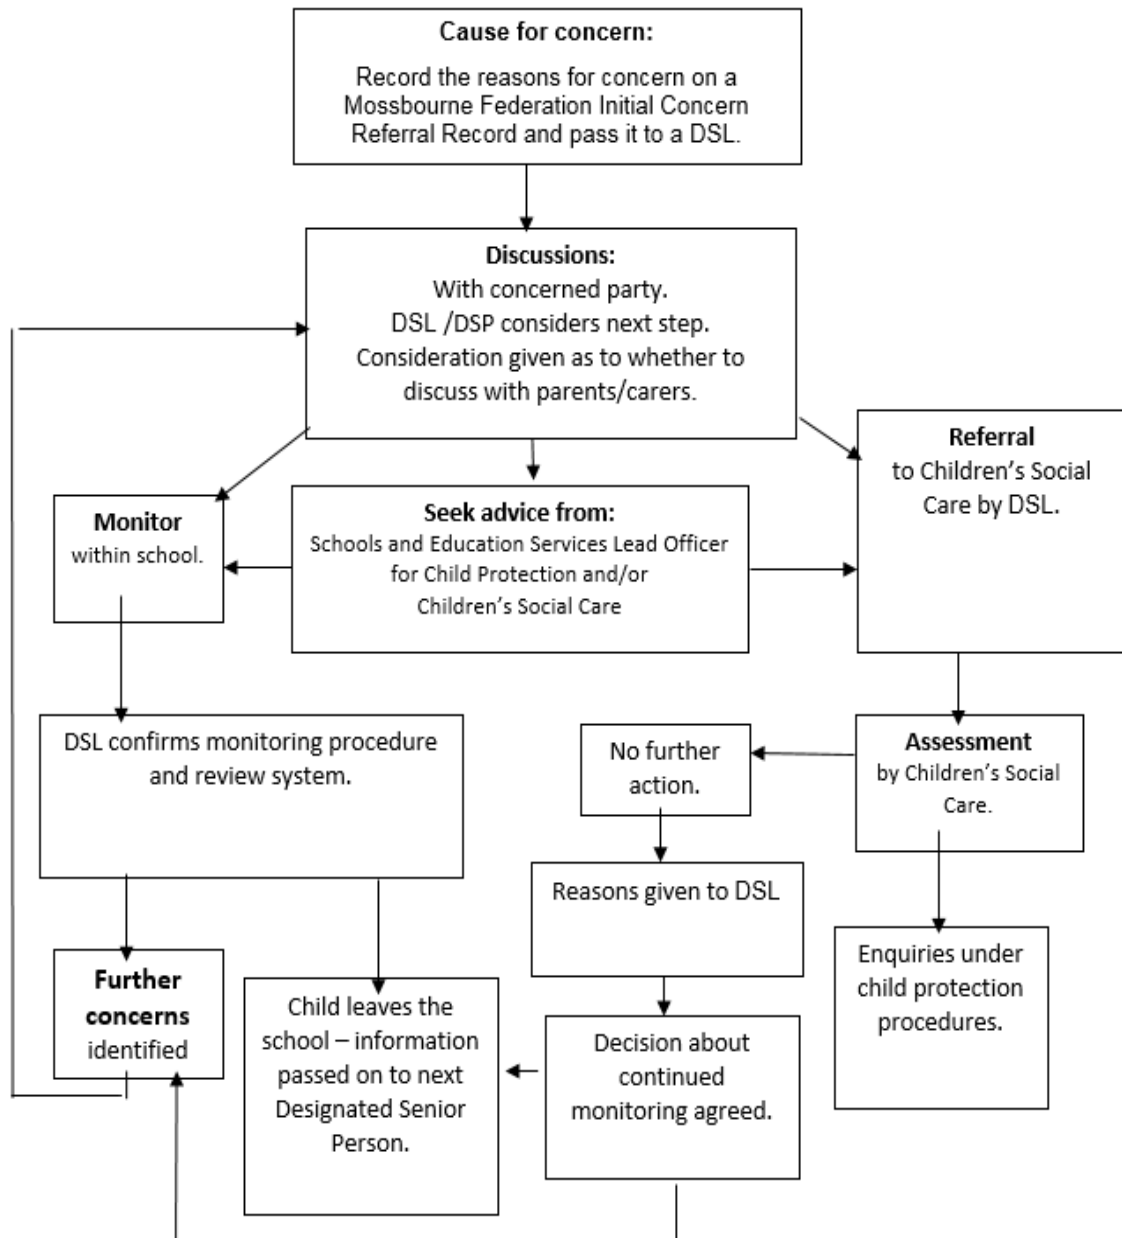 Cause for concern:
Record the reasons for concern on a
Mossbourne Federation Initial Concern
Referral Record and pass it to a DSL.
Discussions:
With concerned party.
DSL /DSP considers next step.
Consideration given as to whether to
discuss with parents/carers.
Referral
to Children's Social
Care by DSL.
Monitor
within school.
Seek advice from:
Schools and Education Services Lead Officer
for Child Protection and/or
Children's Social Care
DSL confirms monitoring procedure
and review system.
No further
action.
Assessment
by Children's Social
Care.
Reasons given to DSL
Enquiries under
child protection
procedures.
Further
concerns
identified
Child leaves the
school – information
passed on to next
Designated Senior
Person.
Decision about
continued
monitoring agreed.